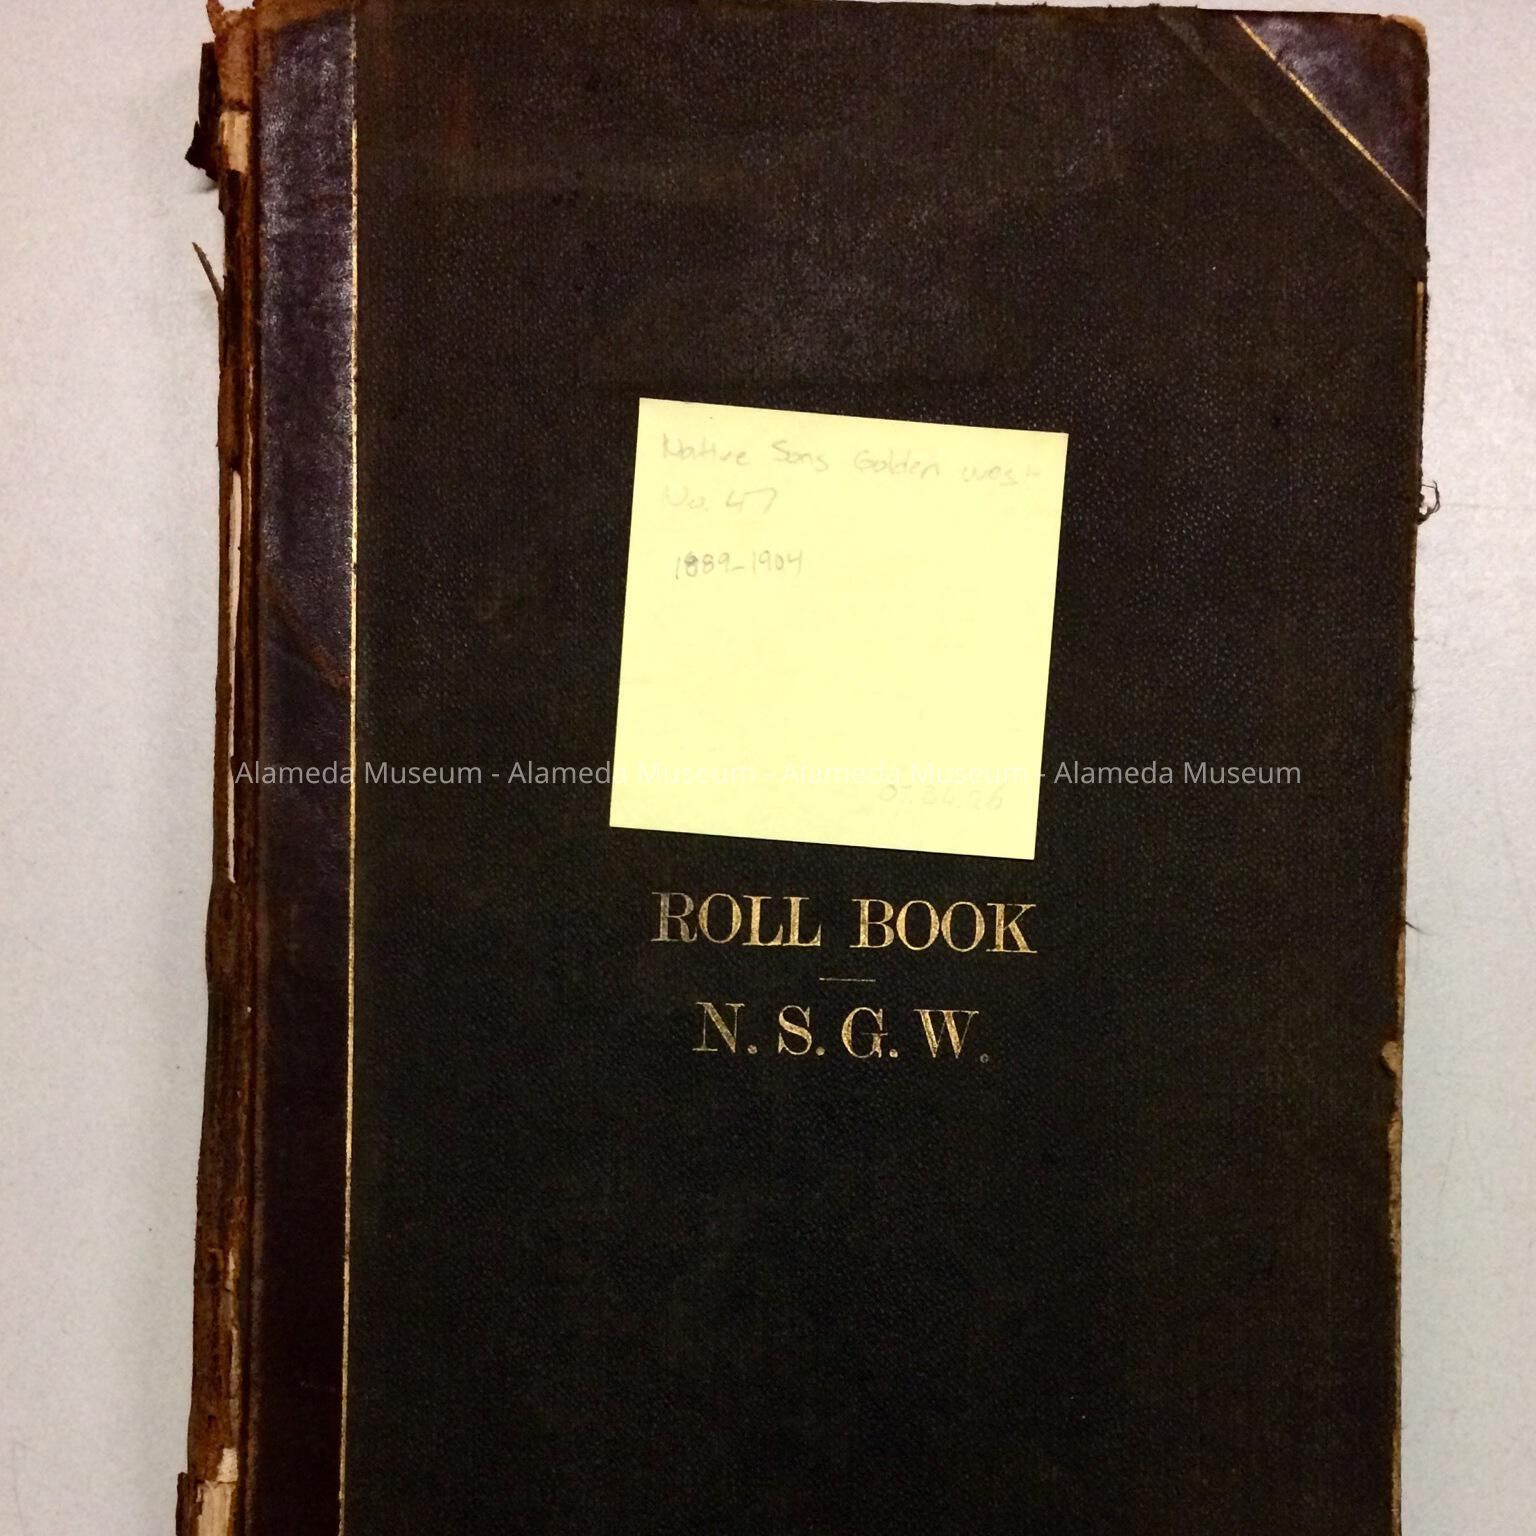 Native Sons Golden West
No. 47
1889-1904
Alameda Museum - Alameda Museum - Alameda Museum - Alameda Museum
ROLL BOOK
N. S. G. W.